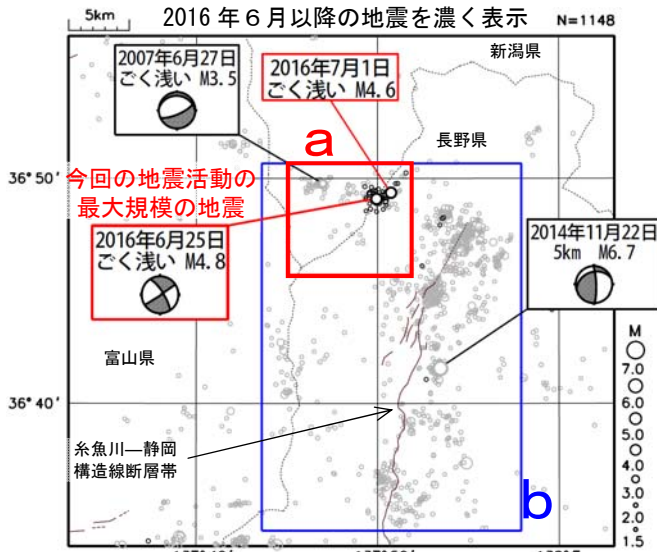 5km
2016年6月以降の地震を濃く表示
N=1148
新潟県
2007年6月27日
ごく浅い M3.5
2016年7月1日
ごく浅い M4.6
長野県
a
36°50'
今回の地震活動の
最大規模の地震
2016年6月25日
ごく浅い M4.8
2014年11月22日
5km M6.7
富山県
M
7.0
6.0
5.0
4.0
3.0
2.0
1.5
36°40'
糸魚川―静岡
構造線断層帯
b